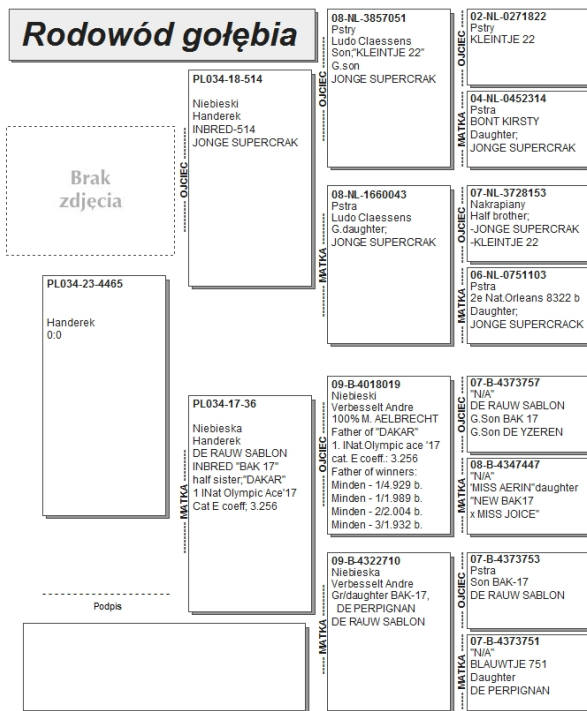 Rodowód gołębia
Brak
zdjęcia
PL034-23-4465
Handerek
0:0
Podpis
OJCIEC
PL034-18-514
Niebieski
Handerek
INBRED-514
JONGE SUPERCRAK
MATKA
PL034-17-36
Niebieska
Handerek
DE RAUW SABLON
INBRED "BAK 17"
half sister;"DAKAR"
1 INat Olympic Ace'17
Cat E coeff; 3.256
OJCIEC
08-NL-3857051
Pstry
Ludo Claessens
Son;"KLEINTJE 22"
G.son
JONGE SUPERCRAK
MATKA
08-NL-1660043
Pstra
Ludo Claessens
G.daughter;
JONGE SUPERCRAK
OJCIEC
09-B-4018019
Niebieski
Verbesselt Andre
100% M. AELBRECHT
Father of "DAKAR"
1. INat.Olympic ace '17
cat. E coeff.: 3.256
Father of winners:
Minden - 1/4.929 b.
Minden - 1/1.989 b.
Minden - 2/2.004 b.
Minden - 3/1.932 b.
MATKA
09-B-4322710
Niebieska
Verbesselt Andre
Gr/daughter BAK-17,
DE PERPIGNAN
DE RAUW SABLON
OJCIEC
02-NL-0271822
Pstry
KLEINTJE 22
MATKA
04-NL-0452314
Pstra
BONT KIRSTY
Daughter;
JONGE SUPERCRAK
OJCIEC
07-NL-3728153
Nakrapiany
Half brother;
-JONGE SUPERCRAK
-KLEINTJE 22
MATKA
06-NL-0751103
Pstra
2e Nat.Orleans 8322 b
Daughter;
JONGE SUPERCRACK
OJCIEC
07-B-4373757
"N/A"
DE RAUW SABLON
G.Son BAK 17
G.Son DE YZEREN
MATKA
08-B-4347447
"N/A"
'MISS AERIN"daughter
"NEW BAK17
x MISS JOICE"
OJCIEC
07-B-4373753
Pstra
Son BAK-17
DE RAUW SABLON
MATKA
07-B-4373751
"N/A"
BLAUWTJE 751
Daughter
DE PERPIGNAN